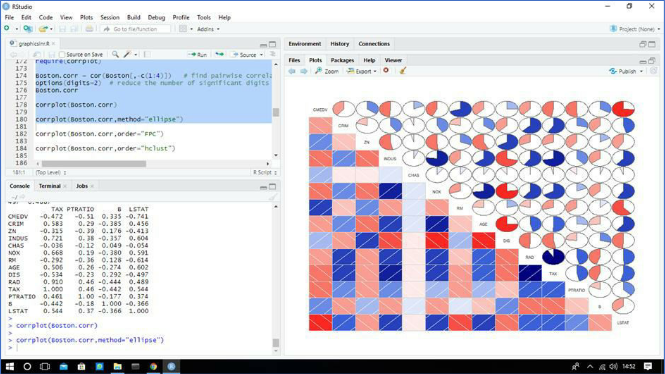 RStudio
File Edit Code View Plots Session Build Debug Profile Tools Help
Go to file/function
Addins
Project: (None)
graphicsInR
Source on Save
Run
Source
172 require(corrplot)
173
174 Boston.corr = cor(Boston[,-c(1:4)]) # find pairwise correla
175 options(digits=2) # reduce the number of significant digits
176 Boston.corr
177
178 corrplot(Boston.corr)
179
180 corrplot(Boston.corr,method="ellipse")
181
182 corrplot(Boston.corr,order="FPC")
183
184 corrplot(Boston.corr,order="hclust")
185
186
181:1 (Top Level) R Script
Console Terminal Jobs
TAX PTRATIO B LSTAT
CMEDV -0.472 -0.51 0.335 -0.741
CRIM 0.583 0.29 -0.385 0.456
ZN -0.315 -0.39 0.176 -0.413
INDUS 0.721 0.38 -0.357 0.604
CHAS -0.036 -0.12 0.049 -0.054
NOX 0.668 0.19 -0.380 0.591
RM -0.292 -0.36 0.128 -0.614
AGE 0.506 0.26 -0.274 0.602
DIS -0.534 -0.23 0.292 -0.497
RAD 0.910 0.46 -0.444 0.489
TAX 1.000 0.46 -0.442 0.544
PTRATIO 0.461 1.00 -0.177 0.374
B -0.442 -0.18 1.000 -0.366
LSTAT 0.544 0.37 -0.366 1.000
>
> corrplot(Boston.corr)
>
> corrplot(Boston.corr,method="ellipse")
>
Environment History Connections
Files Plots Packages Help Viewer
Zoom Export Publish
CMEDV
CRIM
ZN
INDUS
CHAS
NOX
RM
AGE
DIS
RAD
TAX
PTRATIO
B
LSTAT
14:52